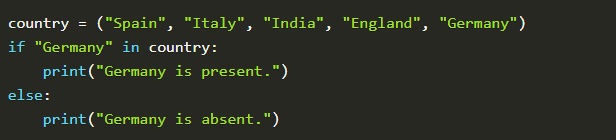 country = ("Spain", "Italy", "India", "England", "Germany")
if "Germany" in country:
    print("Germany is present.")
else:
    print("Germany is absent.")